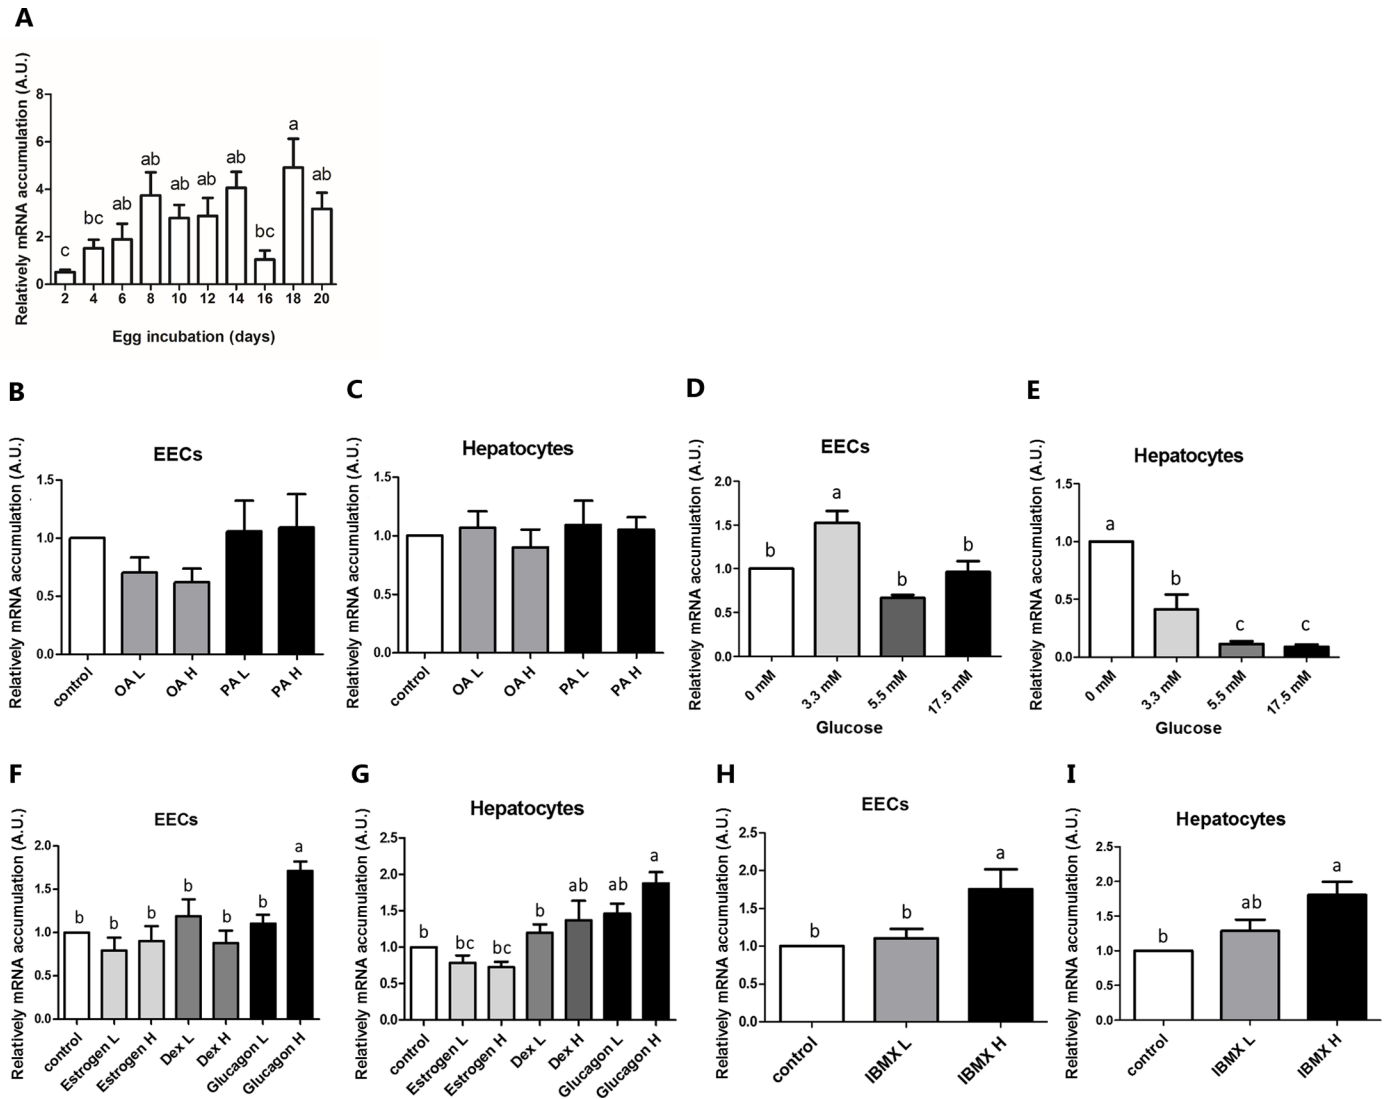 A
Relatively mRNA accumulation (A.U.)
8
6
4
2
0
c
bc
ab
ab
ab
ab
ab
bc
a
ab
2 4 6 8 10 12 14 16 18 20
Egg incubation (days)
B
EECs
Relatively mRNA accumulation (A.U.)
1.5
1.0
0.5
0.0
control OA L OA H PA L PA H
C
Hepatocytes
Relatively mRNA accumulation (A.U.)
1.5
1.0
0.5
0.0
control OA L OA H PA L PA H
D
EECs
Relatively mRNA accumulation (A.U.)
2.0
1.5
1.0
0.5
0.0
b a b b
0 mM 3.3 mM 5.5 mM 17.5 mM
Glucose
E
Hepatocytes
Relatively mRNA accumulation (A.U.)
1.5
1.0
0.5
0.0
a b c c
0 mM 3.3 mM 5.5 mM 17.5 mM
Glucose
F
EECs
Relatively mRNA accumulation (A.U.)
2.0
1.5
1.0
0.5
0.0
b b b b b b a
control Estrogen L Estrogen H Dex L Dex H Glucagon L Glucagon H
G
Hepatocytes
Relatively mRNA accumulation (A.U.)
2.5
2.0
1.5
1.0
0.5
0.0
b bc bc b ab ab a
control Estrogen L Estrogen H Dex L Dex H Glucagon L Glucagon H
H
EECs
Relatively mRNA accumulation (A.U.)
2.5
2.0
1.5
1.0
0.5
0.0
b b a
control IBMX L IBMX H
I
Hepatocytes
Relatively mRNA accumulation (A.U.)
2.5
2.0
1.5
1.0
0.5
0.0
b ab a
control IBMX L IBMX H